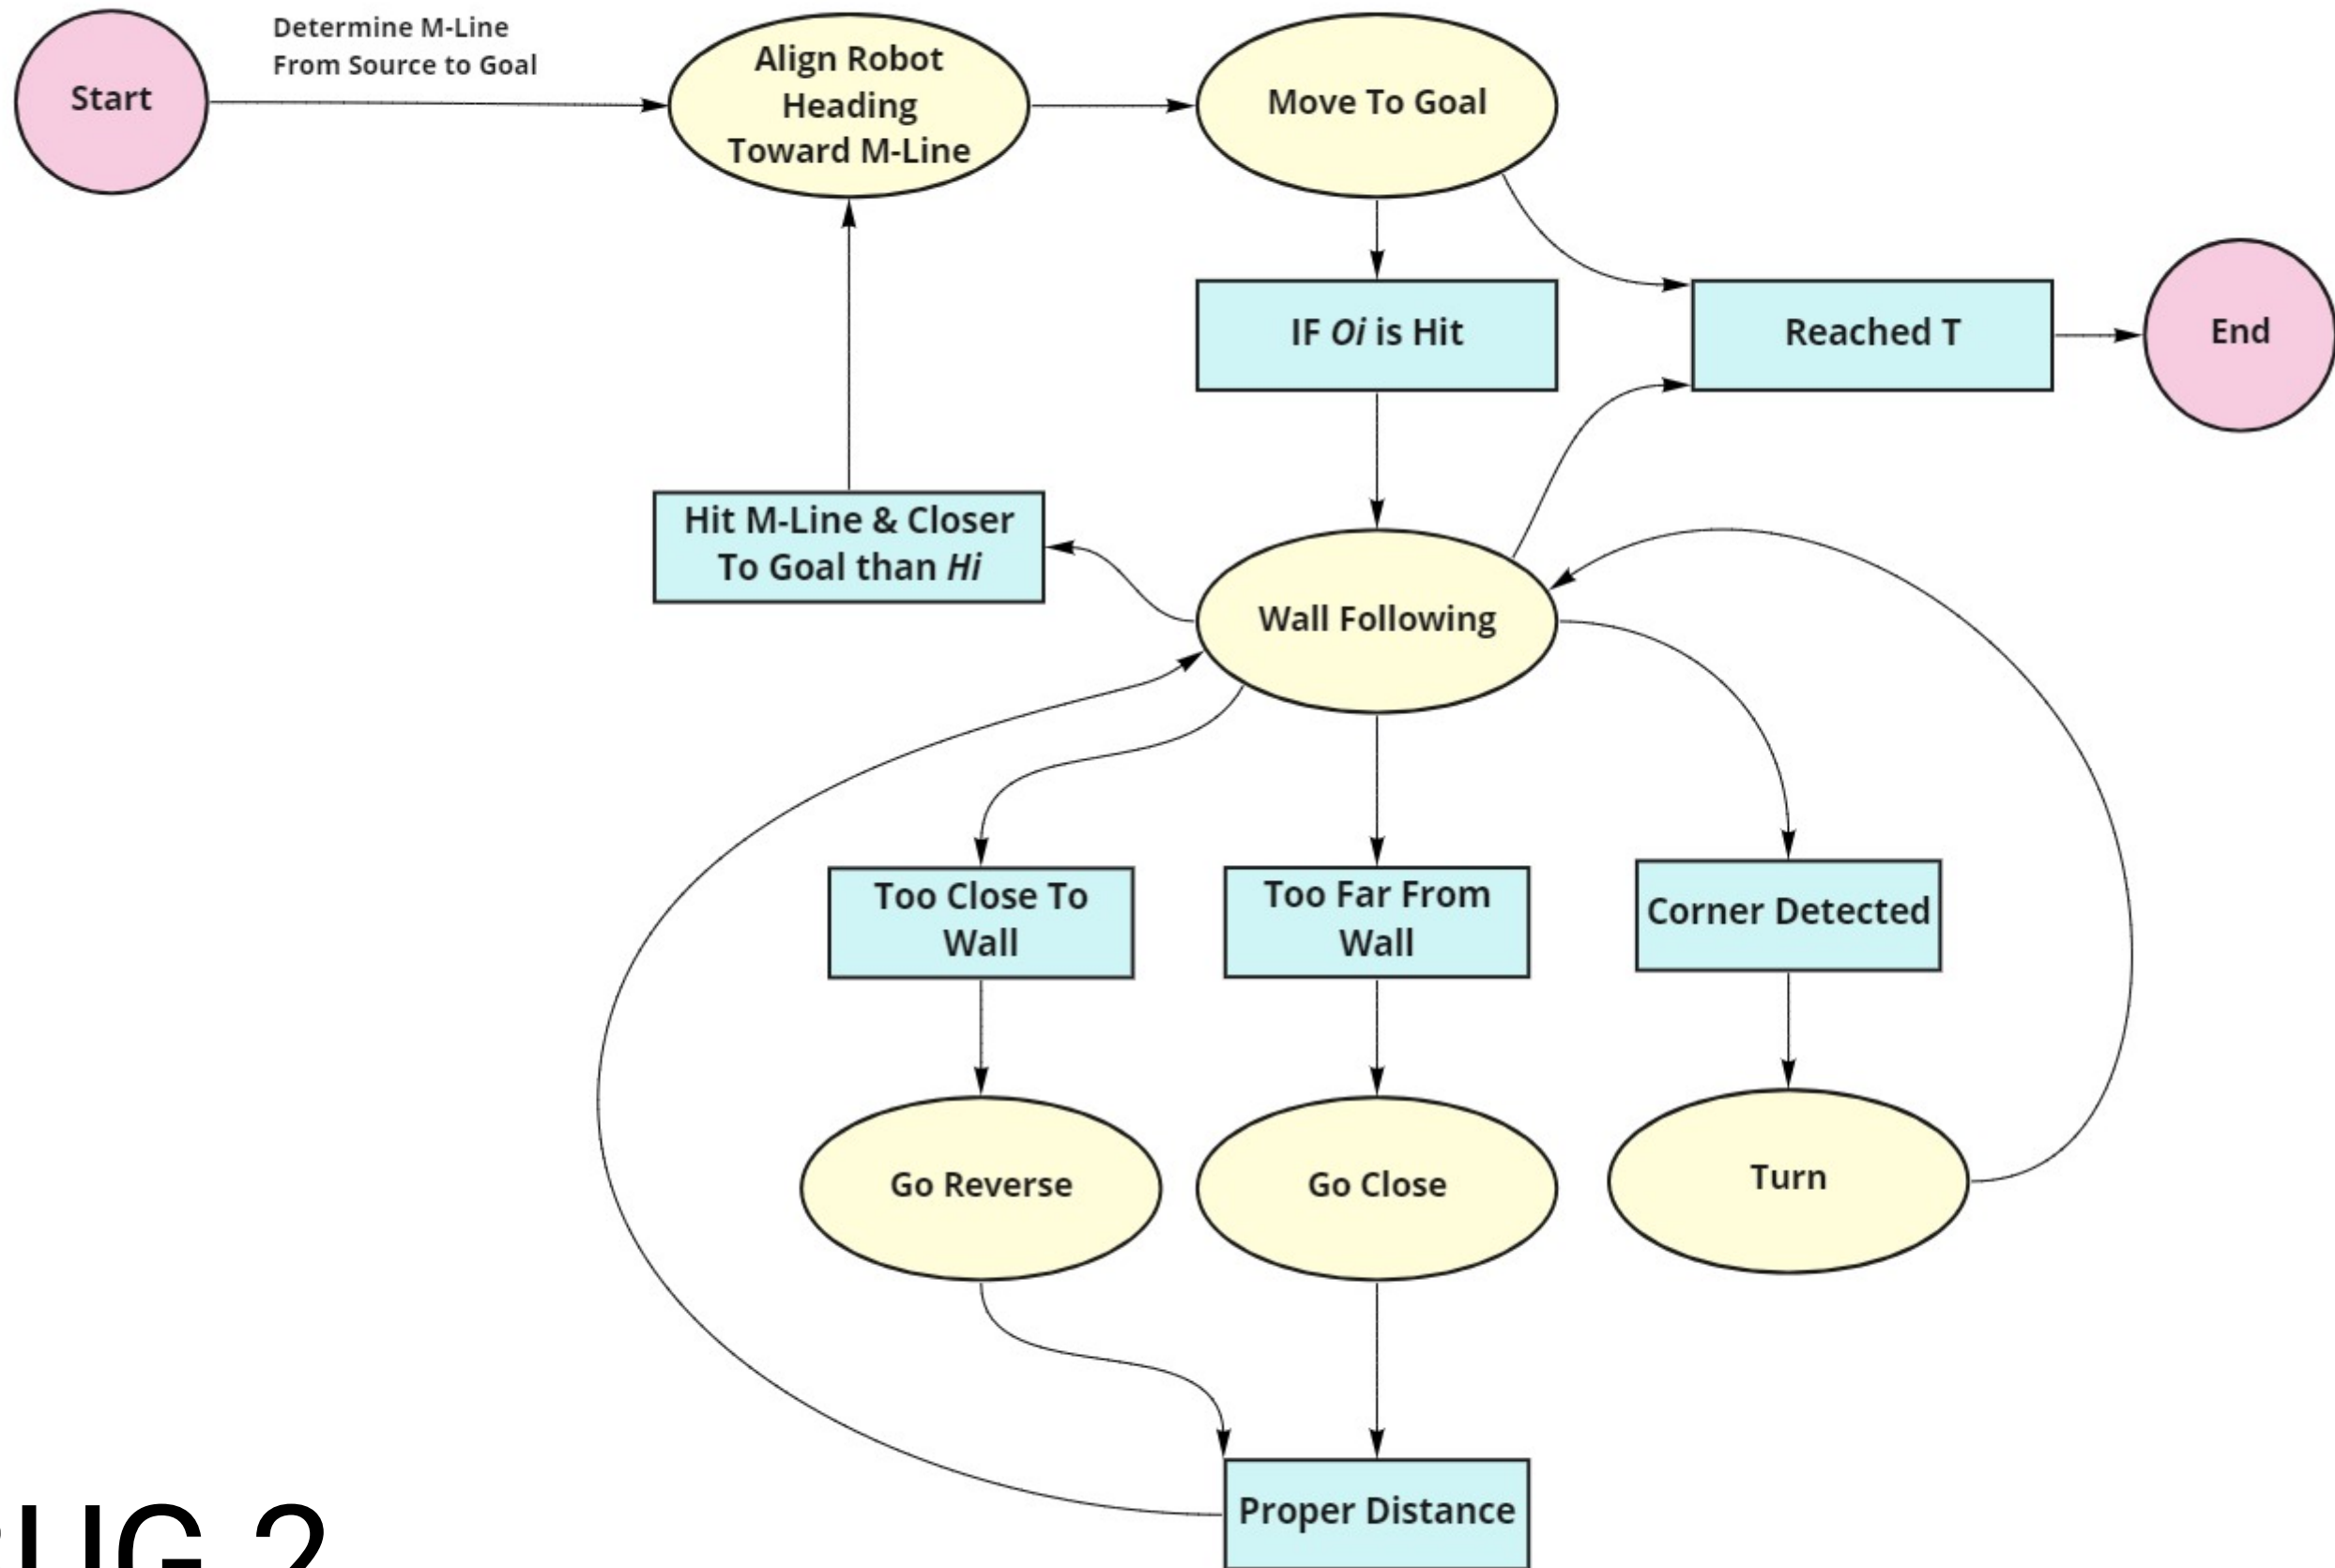 Start
Determine M-Line
From Source to Goal
Align Robot
Heading
Toward M-Line
Move To Goal
IF Oi is Hit
Reached T
End
Hit M-Line & Closer
To Goal than Hi
Wall Following
Too Close To
Wall
Too Far From
Wall
Corner Detected
Go Reverse
Go Close
Turn
Proper Distance
UG 2